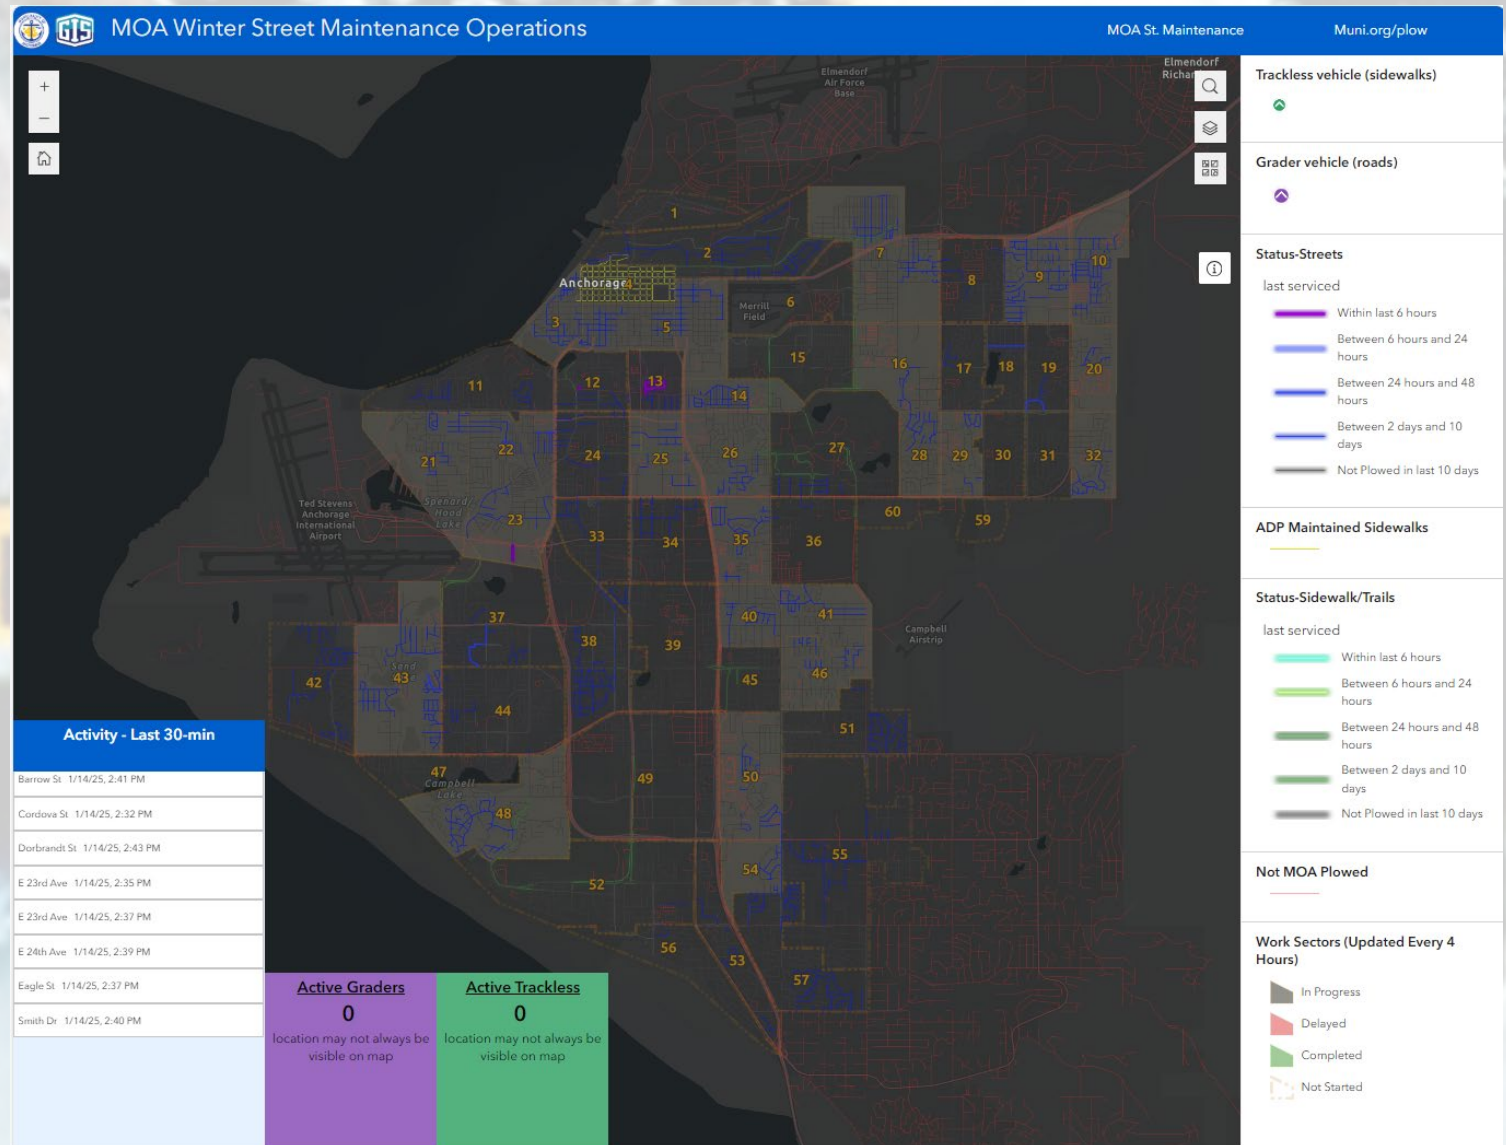 MOA Winter Street Maintenance Operations
MOA St. Maintenance
Muni.org/plow
GIS
+
−
Elmendorf
Air Force
Base
Elmendorf
1
2
Anchorage
4
3
5
Merrill
Field
6
7
8
9
10
11
12
13
14
15
16
17
18
19
20
21
22
23
24
25
26
27
28
29
30
31
32
Spenard
Hood
Lake
Ted Stevens
Anchorage
International
Airport
33
34
35
36
60
59
37
38
39
40
41
Campbell
Airstrip
42
43
Sand
44
45
46
47
Campbell
Lake
48
49
50
51
52
53
54
55
56
57
Activity - Last 30-min
Barrow St 1/14/25, 2:41 PM
Cordova St 1/14/25, 2:32 PM
Dorbrandt St 1/14/25, 2:43 PM
E 23rd Ave 1/14/25, 2:35 PM
E 23rd Ave 1/14/25, 2:37 PM
E 24th Ave 1/14/25, 2:39 PM
Eagle St 1/14/25, 2:37 PM
Smith Dr 1/14/25, 2:40 PM
Active Graders
0
location may not always be
visible on map
Active Trackless
0
location may not always be
visible on map
Trackless vehicle (sidewalks)
Grader vehicle (roads)
Status-Streets
last serviced
Within last 6 hours
Between 6 hours and 24
hours
Between 24 hours and 48
hours
Between 2 days and 10
days
Not Plowed in last 10 days
ADP Maintained Sidewalks
Status-Sidewalk/Trails
last serviced
Within last 6 hours
Between 6 hours and 24
hours
Between 24 hours and 48
hours
Between 2 days and 10
days
Not Plowed in last 10 days
Not MOA Plowed
Work Sectors (Updated Every 4
Hours)
In Progress
Delayed
Completed
Not Started